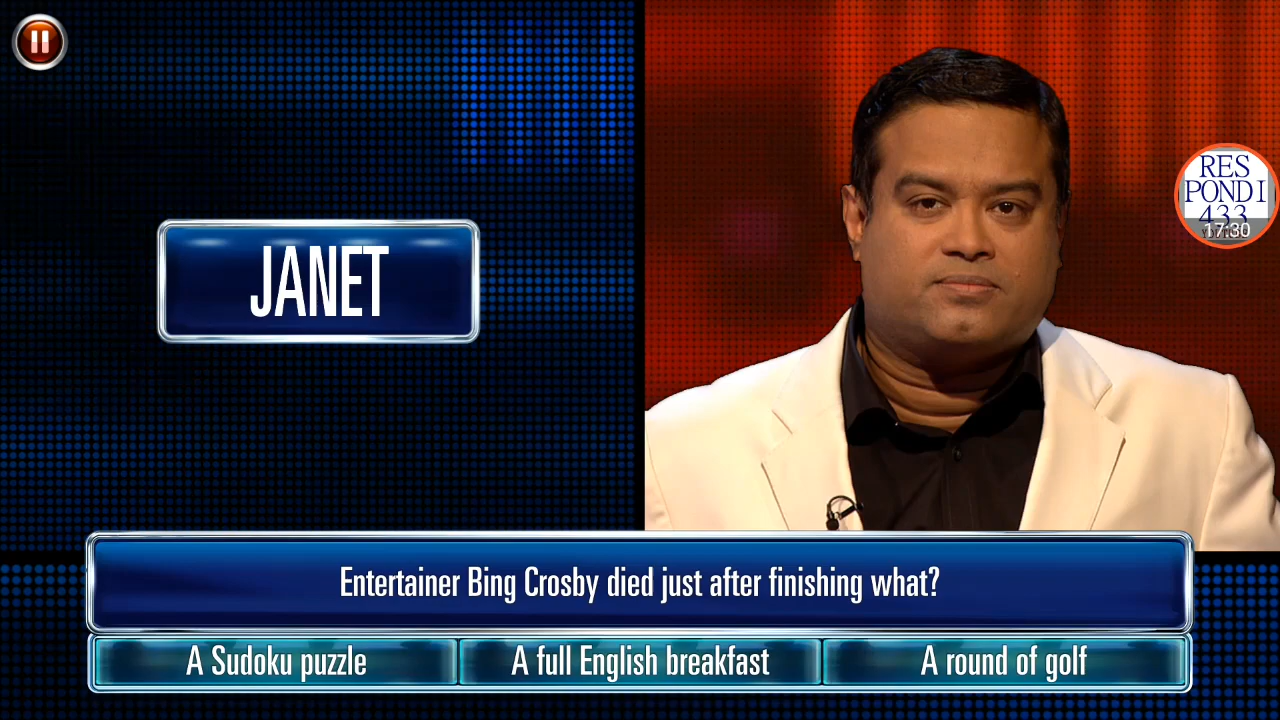 JANET
RES
PONDI
433
17:30
Entertainer Bing Crosby died just after finishing what?
A Sudoku puzzle
A full English breakfast
A round of golf